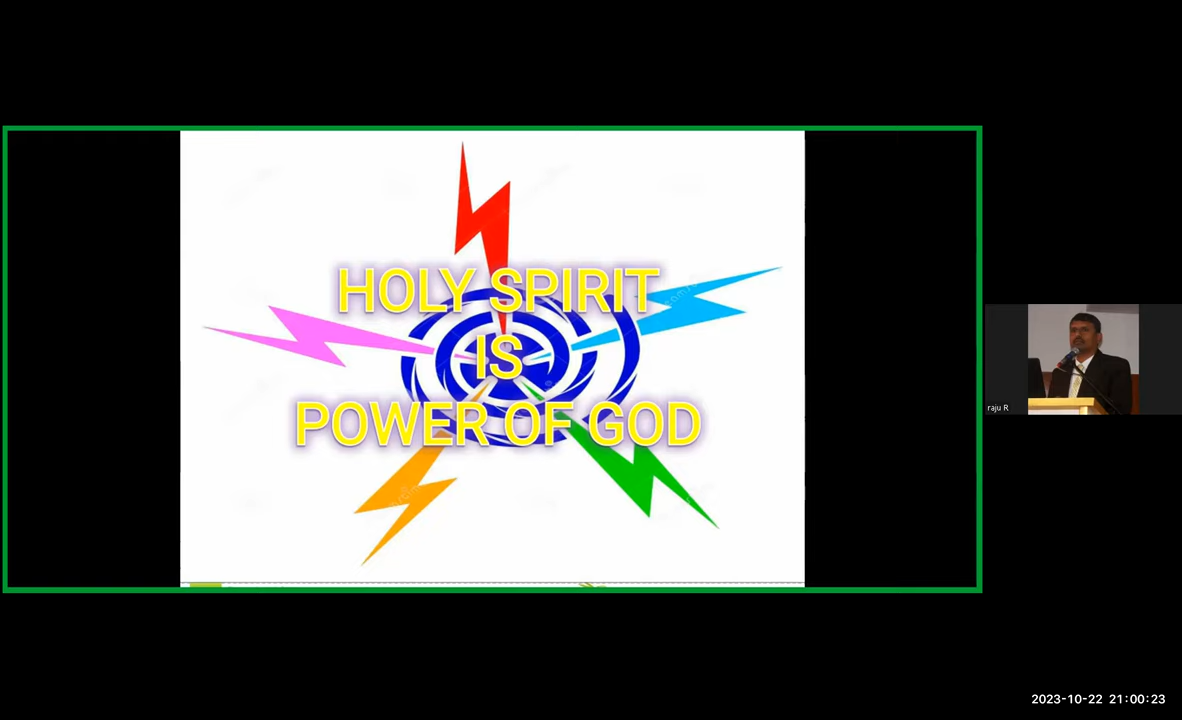 HOLY SPIRIT
IS
POWER OF GOD
raju R
2023-10-22 21:00:23